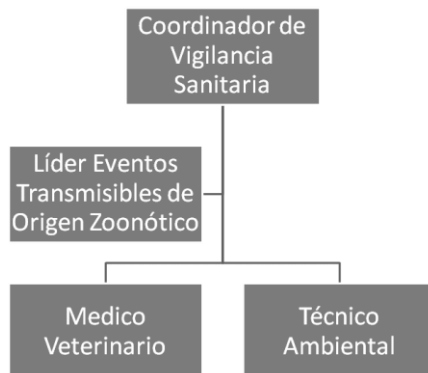 Coordinador de
Vigilancia
Sanitaria
Líder Eventos
Transmisibles de
Origen Zoonótico
Medico
Veterinario
Técnico
Ambiental